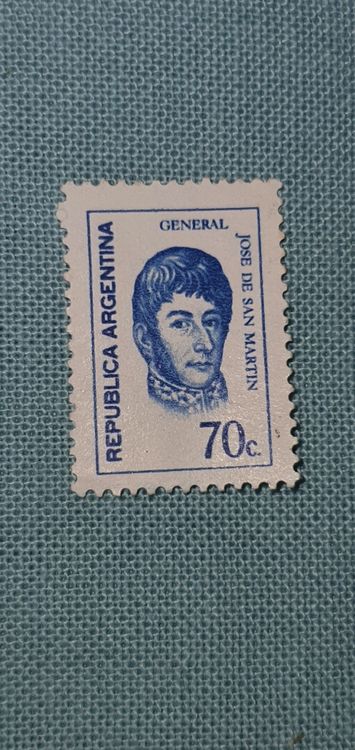 GENERAL
JOSE DE SAN MARTIN
REPUBLICA ARGENTINA
70c.